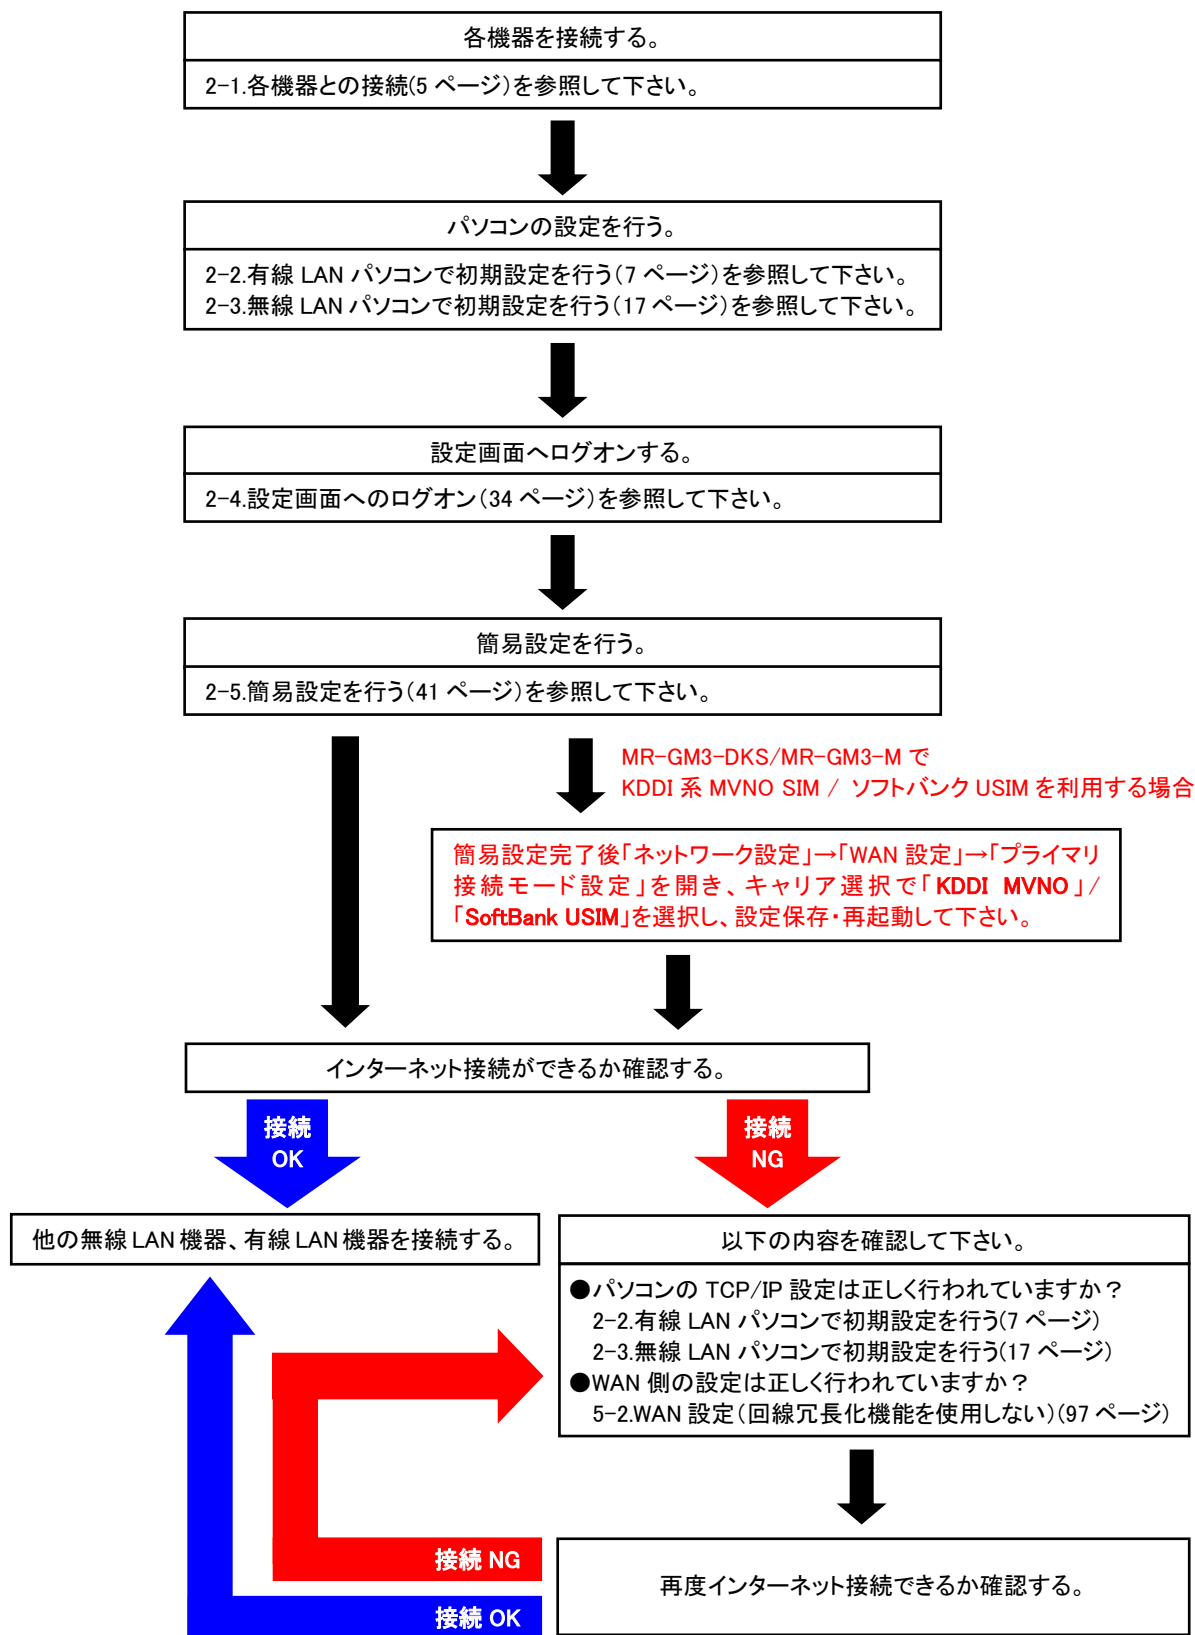 各機器を接続する。
2-1.各機器との接続(5 ページ)を参照して下さい。
パソコンの設定を行う。
2-2.有線 LAN パソコンで初期設定を行う(7 ページ)を参照して下さい。
2-3.無線 LAN パソコンで初期設定を行う(17 ページ)を参照して下さい。
設定画面へログオンする。
2-4.設定画面へのログオン(34 ページ)を参照して下さい。
簡易設定を行う。
2-5.簡易設定を行う(41 ページ)を参照して下さい。
MR-GM3-DKS/MR-GM3-M で
KDDI 系 MVNO SIM / ソフトバンク USIM を利用する場合
簡易設定完了後「ネットワーク設定」→「WAN 設定」→「プライマリ
接続モード設定」を開き、キャリア選択で「KDDI MVNO」/
「SoftBank USIM」を選択し、設定保存・再起動して下さい。
インターネット接続ができるか確認する。
接続
OK
接続
NG
他の無線 LAN 機器、有線 LAN 機器を接続する。
以下の内容を確認して下さい。
●パソコンの TCP/IP 設定は正しく行われていますか？
2-2.有線 LAN パソコンで初期設定を行う(7 ページ)
2-3.無線 LAN パソコンで初期設定を行う(17 ページ)
●WAN 側の設定は正しく行われていますか？
5-2.WAN 設定(回線冗長化機能を使用しない)(97 ページ)
接続 NG
再度インターネット接続できるか確認する。
接続 OK